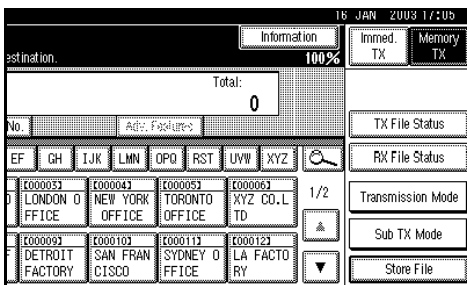 16 JAN 2003 17:05
Information
Immed. TX
Memory TX
estination.
100%
Total:
0
No.
Adv. Features
TX File Status
EF GH IJK LMN OPQ RST UVW XYZ
RX File Status
[00003] [00004] [00005] [00006]
LONDON O NEW YORK TORONTO XYZ CO.L
FFICE OFFICE OFFICE TD
1/2
Transmission Mode
Sub TX Mode
[00009] [00010] [00011] [00012]
F DETROIT SAN FRAN SYDNEY O LA FACTO
FACTORY CISCO FFICE RY
Store File